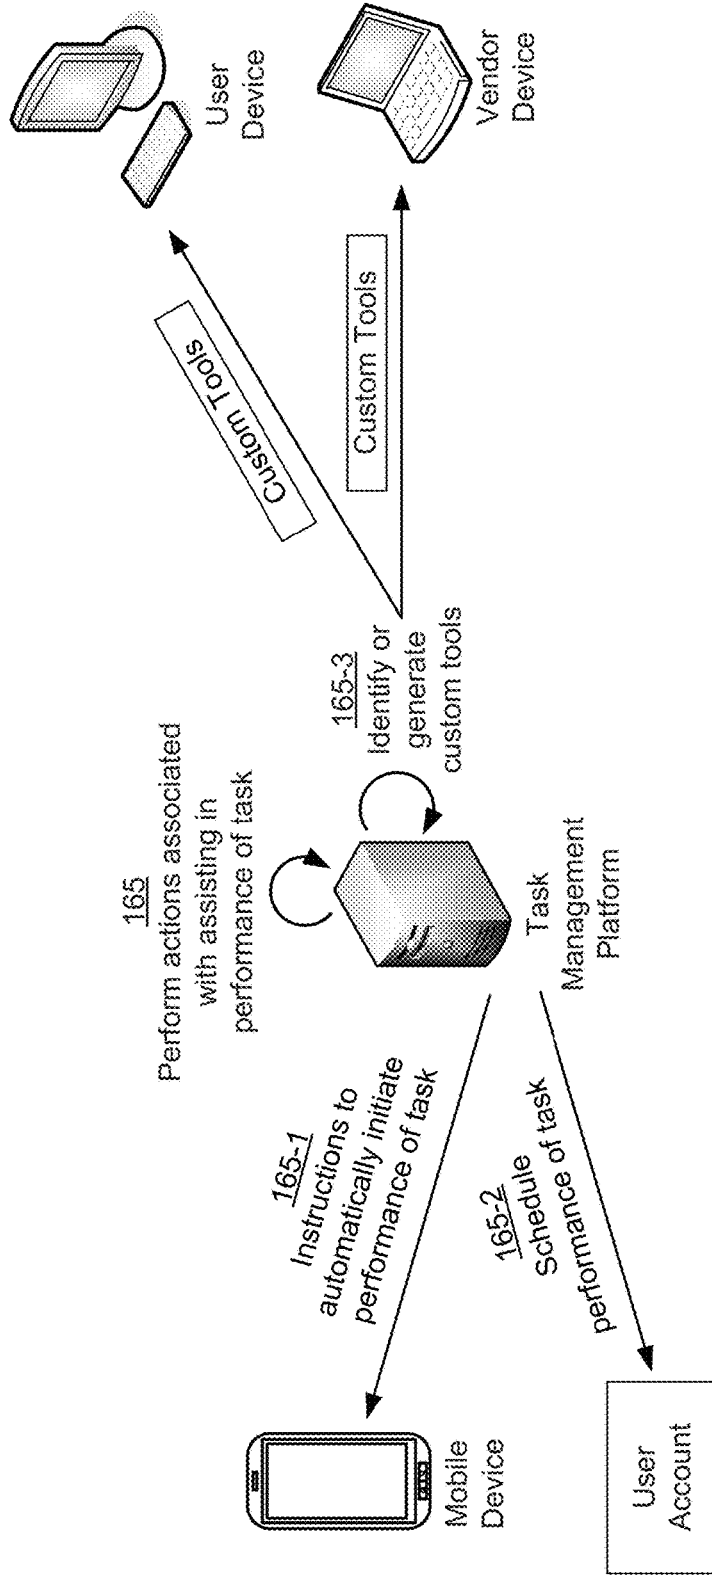 165
Perform actions associated
with assisting in
performance of task
165-1
Instructions to
automatically initiate
performance of task
Mobile
Device
165-2
Schedule
performance of task
User
Account
Task
Management
Platform
165-3
Identify or
generate
custom tools
Custom Tools
User
Device
Custom Tools
Vendor
Device